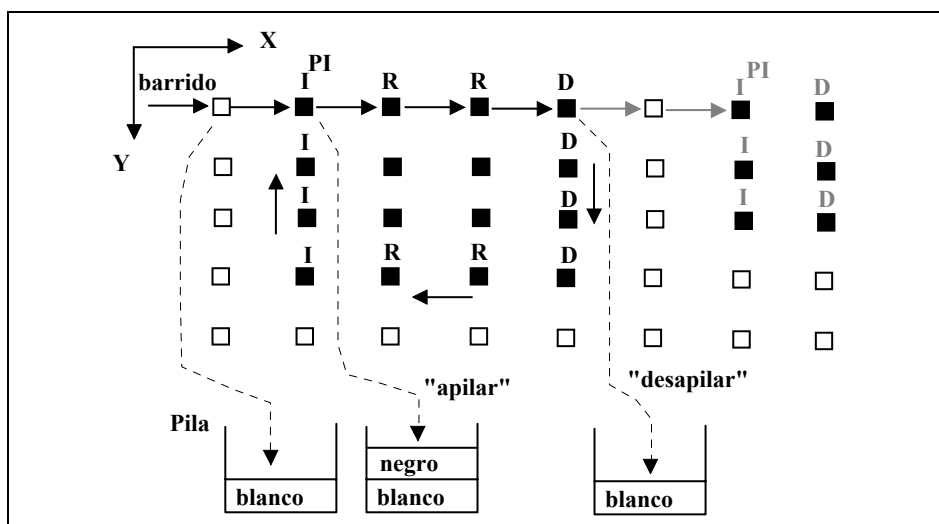 X
PI
PI
barrido
I R R D I D
Y
I D I D
I D I D
I R R D
"apilar" "desapilar"
Pila
negro
blanco blanco blanco